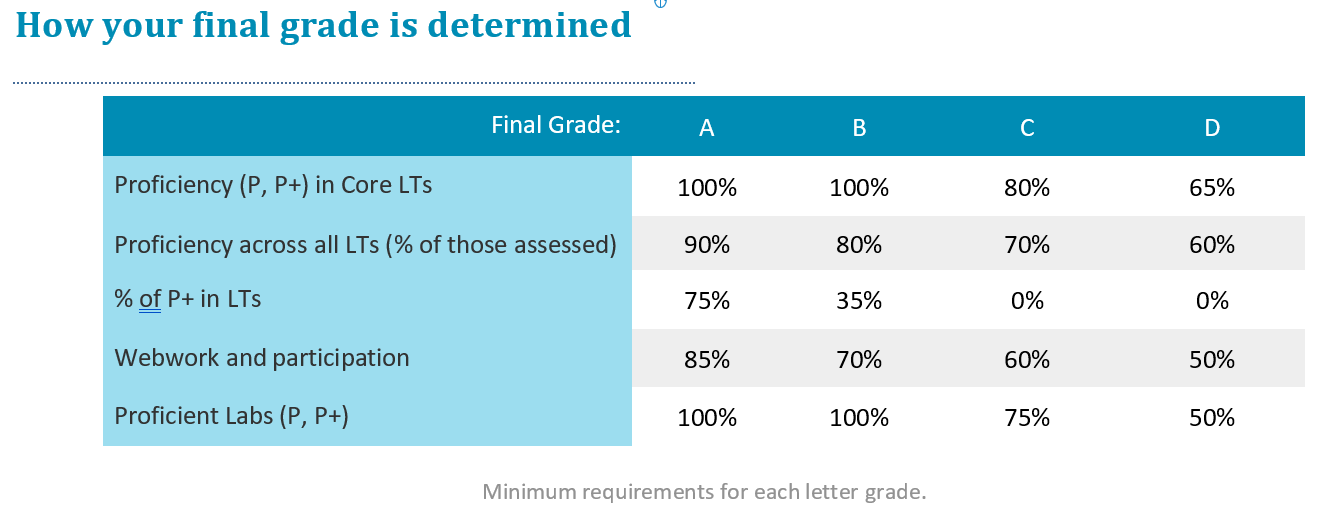 How your final grade is determined
Final Grade: A B C D
Proficiency (P, P+) in Core LTs 100% 100% 80% 65%
Proficiency across all LTs (% of those assessed) 90% 80% 70% 60%
% of P+ in LTs 75% 35% 0% 0%
Webwork and participation 85% 70% 60% 50%
Proficient Labs (P, P+) 100% 100% 75% 50%
Minimum requirements for each letter grade.